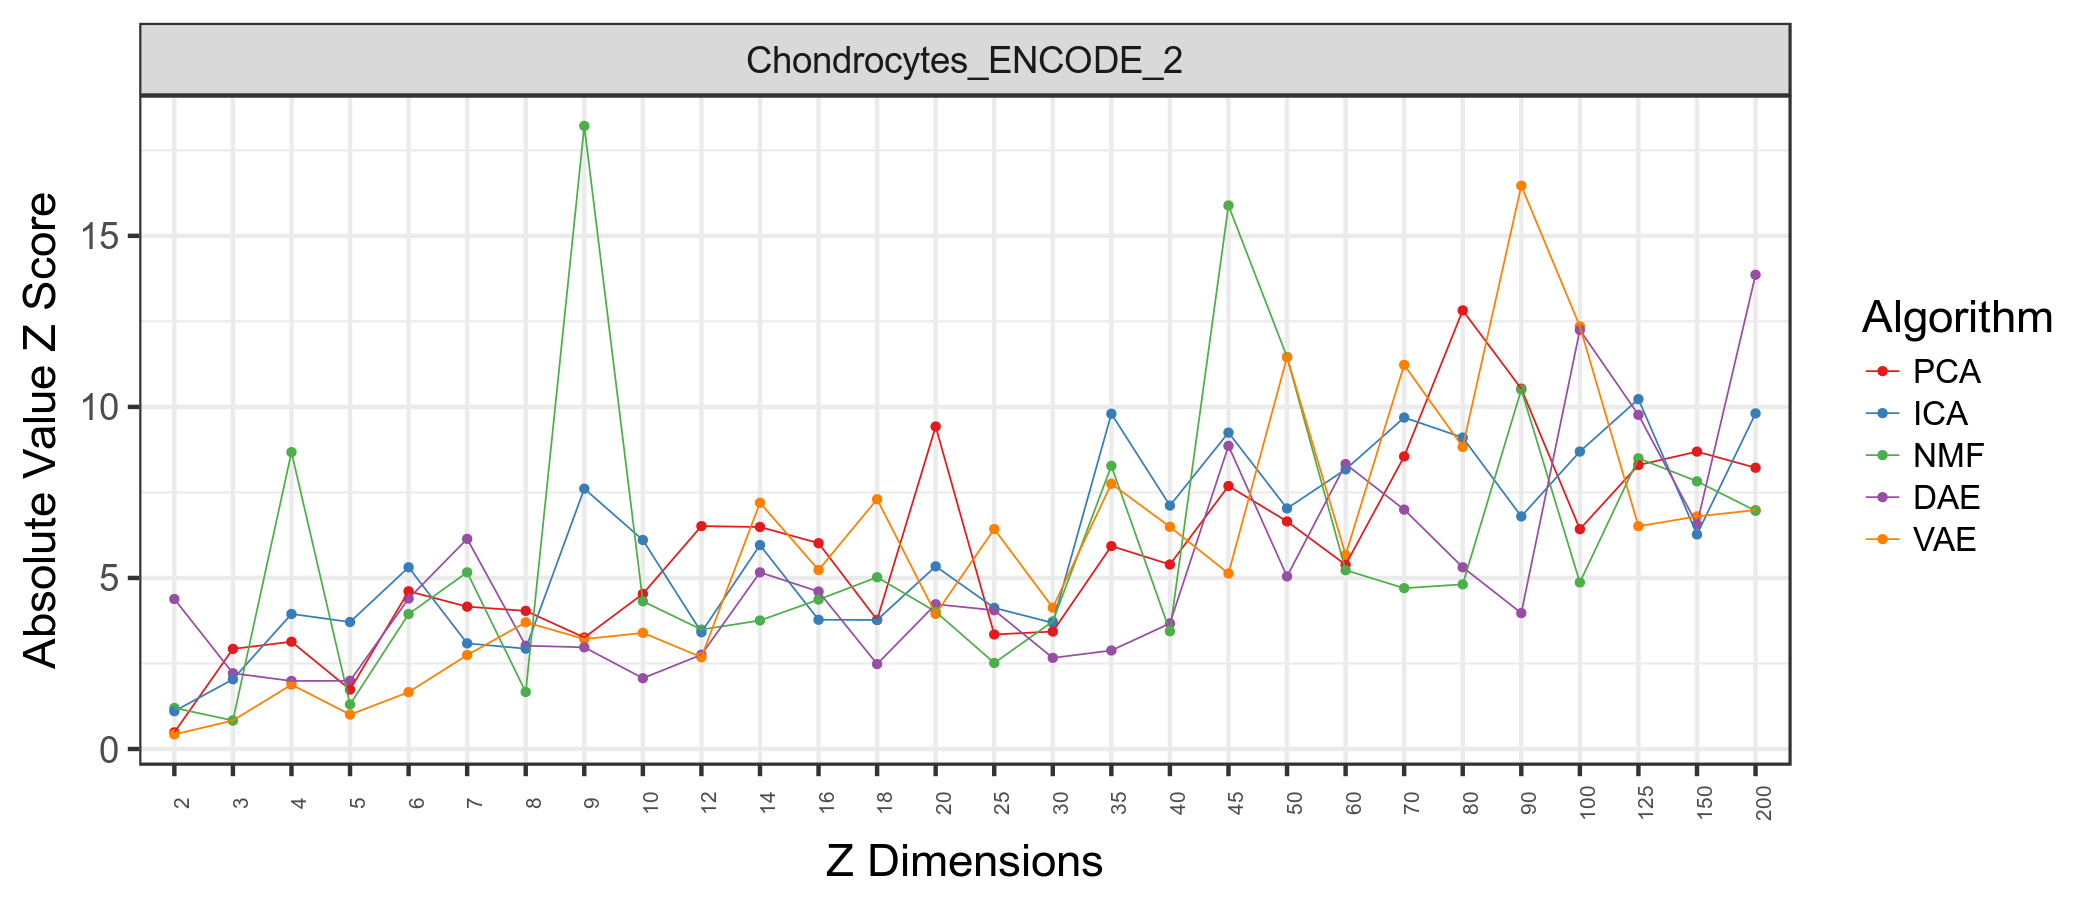 Chondrocytes_ENCODE_2
Absolute Value Z Score
15
10
5
0
2 3 4 5 6 7 8 9 10 12 14 16 18 20 25 30 35 40 45 50 60 70 80 90 100 125 150 200
Z Dimensions
Algorithm
PCA
ICA
NMF
DAE
VAE